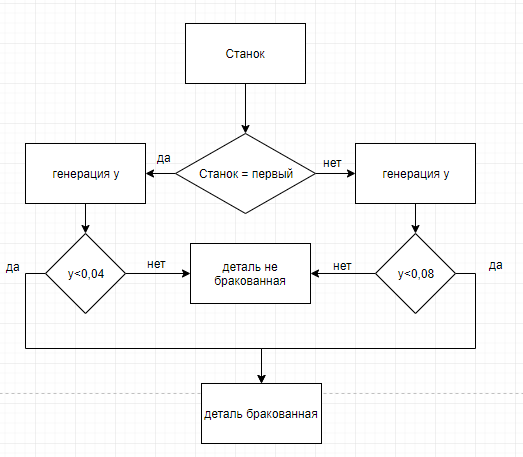 Станок
да
Станок = первый
нет
генерация y
генерация y
да
y<0,04
нет
деталь не
бракованная
нет
y<0,08
да
деталь бракованная